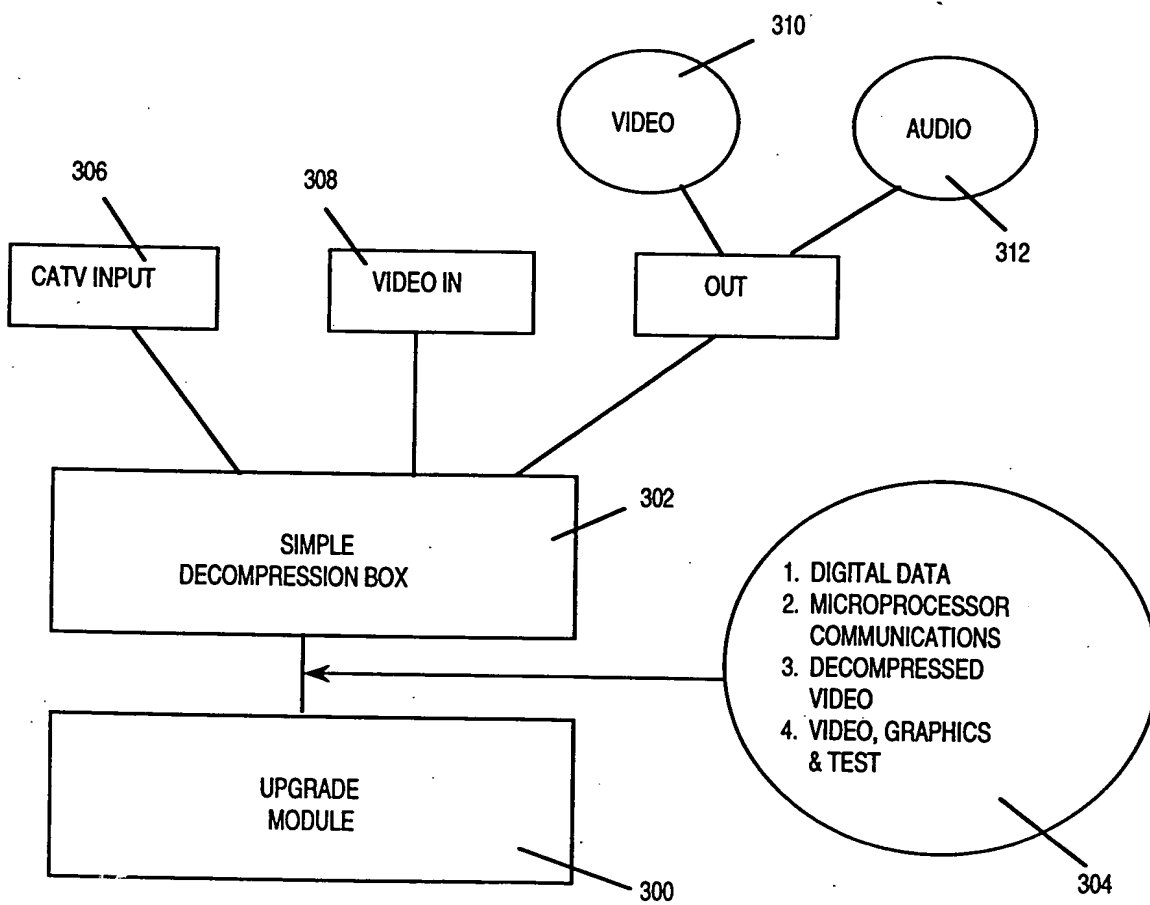 310
VIDEO
AUDIO
306
308
312
CATV INPUT
VIDEO IN
OUT
302
SIMPLE
DECOMPRESSION BOX
1. DIGITAL DATA
2. MICROPROCESSOR
COMMUNICATIONS
3. DECOMPRESSED
VIDEO
4. VIDEO, GRAPHICS
& TEST
UPGRADE
MODULE
300
304